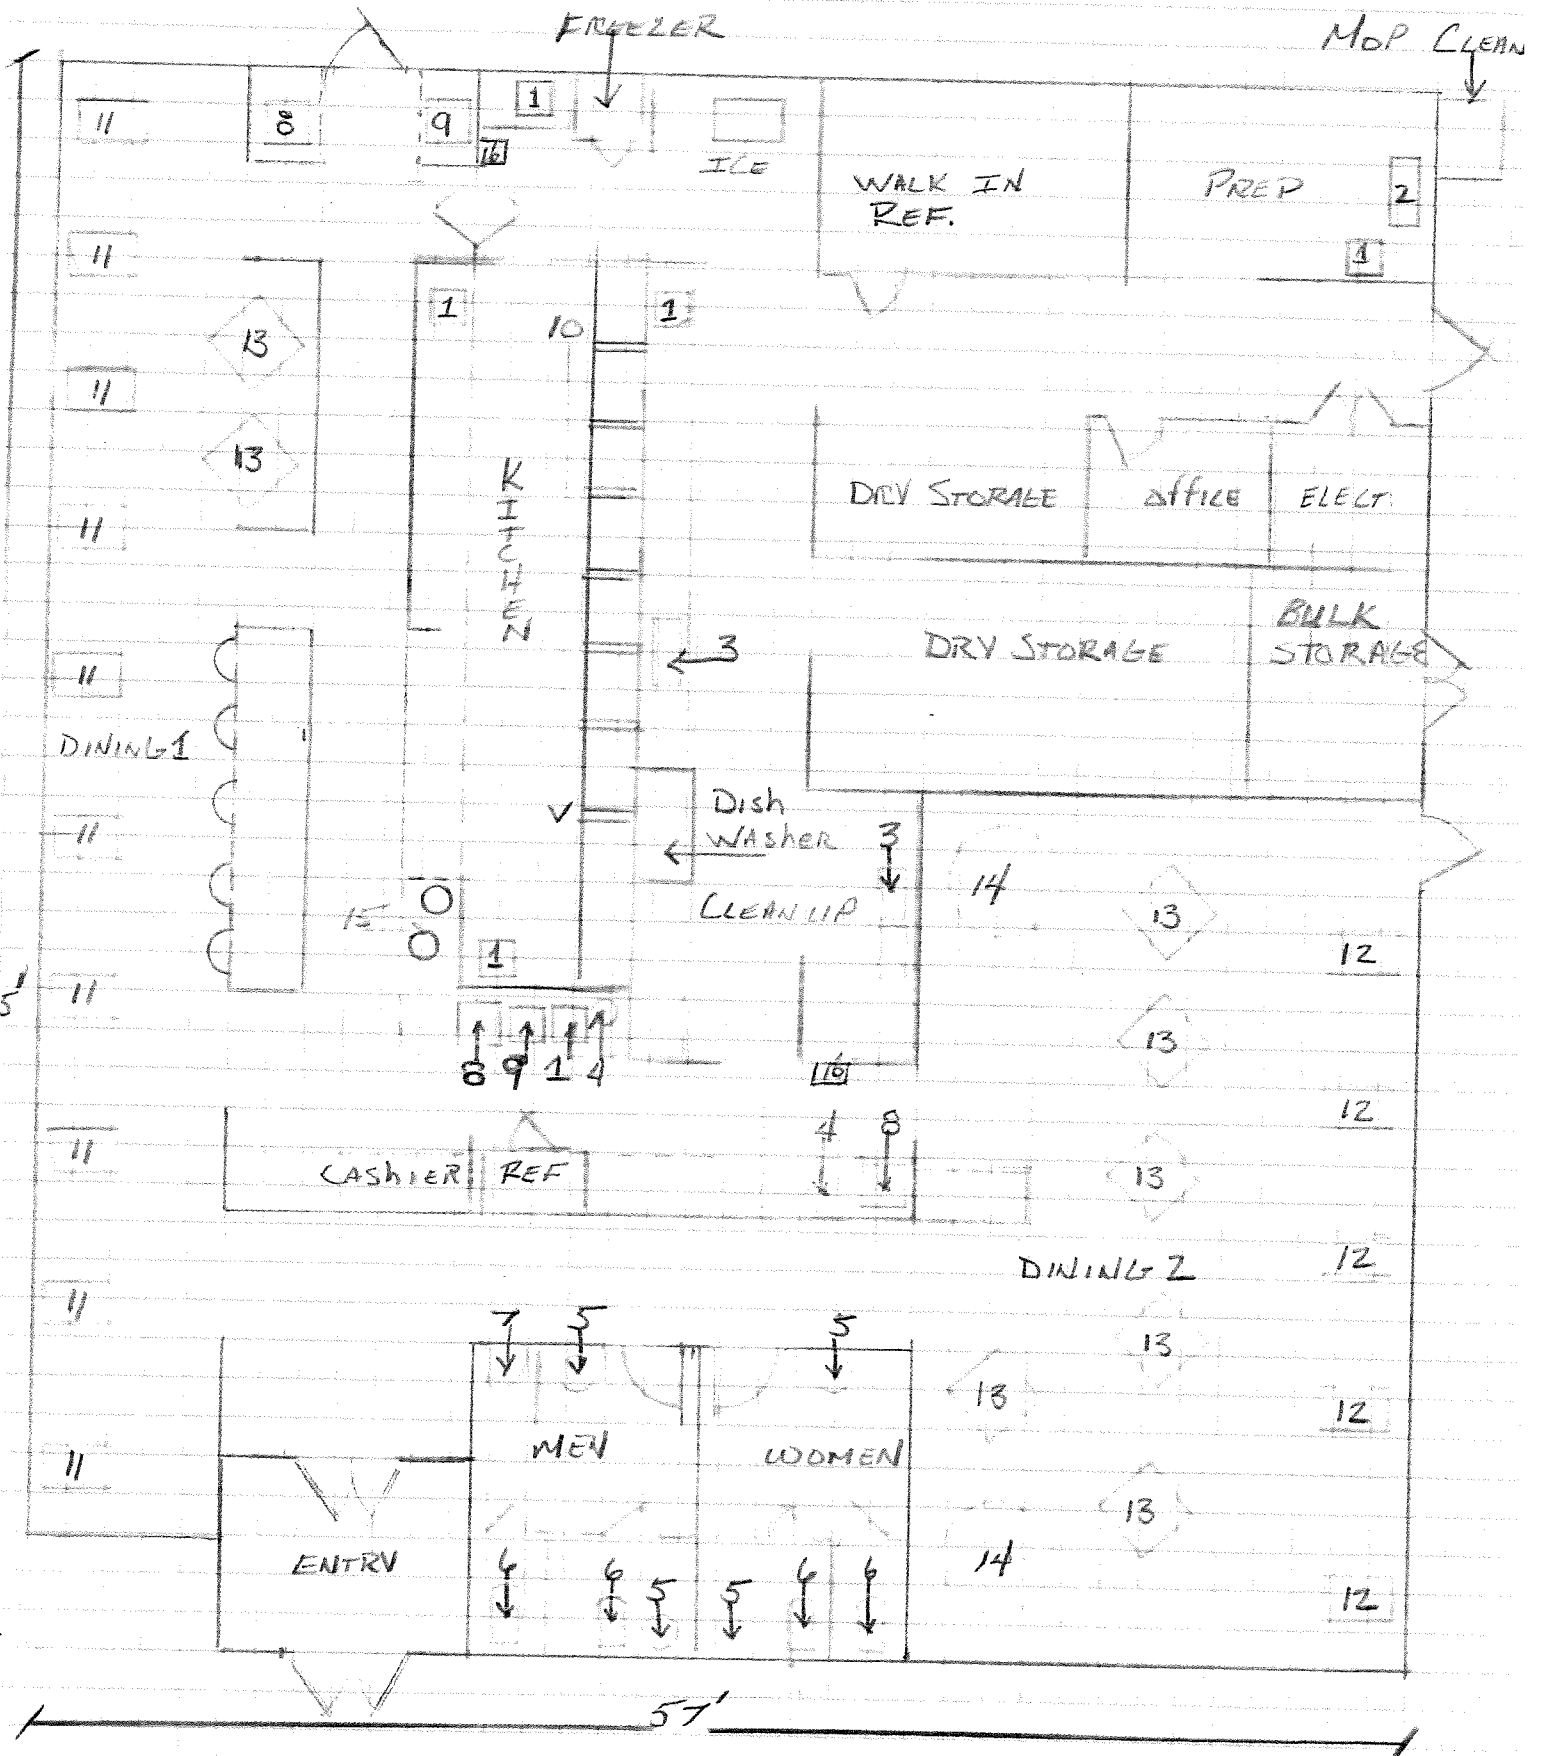 FREEZER
MOP CLEAN
11
8
9
1
16
ICE
WALK IN
REF.
PREP
2
1
11
1
10
1
13
11
13
11
KITCHEN
DRY STORAGE
OFFICE
ELECT.
BULK
STORAGE
DRY STORAGE
3
11
DINING 1
11
V
Dish
WASHER
3
14
CLEAN UP
13
12
15
1
11
13
8
9
1
4
16
12
11
4
8
CASHIER
REF
13
DINING 2
12
11
7
5
5
13
13
12
MEN
WOMEN
11
13
ENTRY
14
6
6
5
5
6
6
12
57'